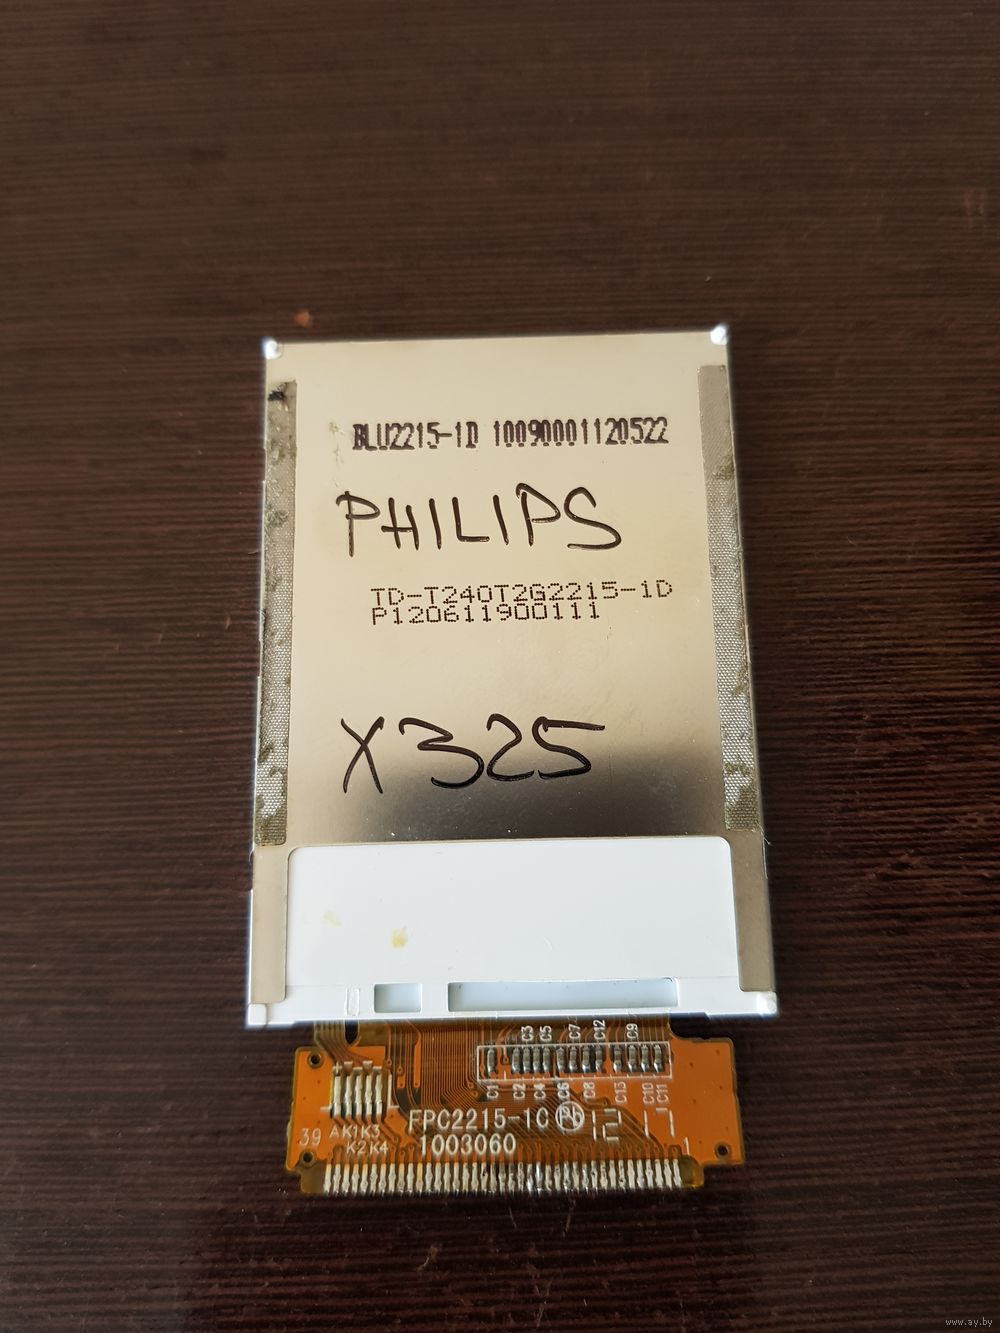 BLU2215-1D 10090001120522
PHILIPS
TD-T240T2G2215-1D
P120611900111
X325
C3 C5 C7 C12 C9
C1 C2 C4 C6 C8 C13 C10 C11
FPC2215-1C Pb 12
39 AK1K3 1003060 1
K2K4
www.ay.by